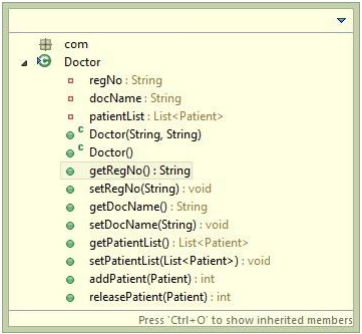 com
Doctor
regNo : String
docName : String
patientList : List<Patient>
C Doctor(String, String)
C Doctor()
getRegNo() : String
setRegNo(String) : void
getDocName() : String
setDocName(String) : void
getPatientList() : List<Patient>
setPatientList(List<Patient>) : void
addPatient(Patient) : int
releasePatient(Patient) : int
Press 'Ctrl+O' to show inherited members